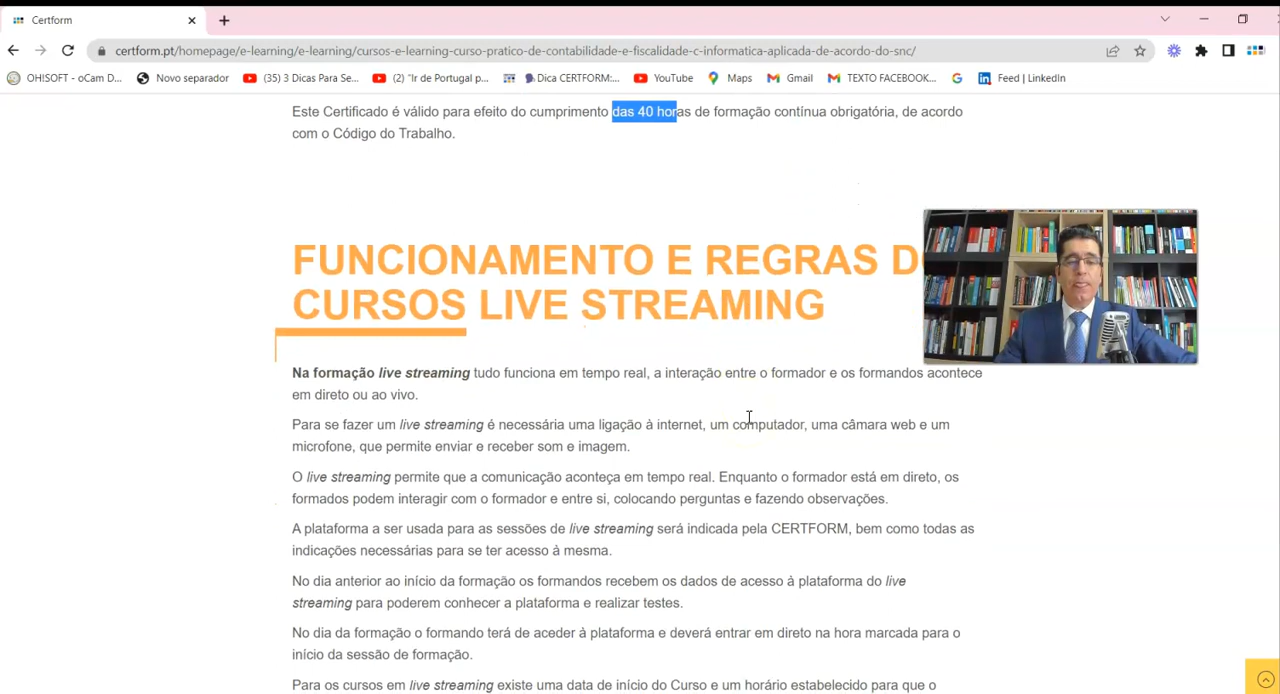 Certform
certform.pt/homepage/e-learning/e-learning/cursos-e-learning-curso-pratico-de-contabilidade-e-fiscalidade-c-informatica-aplicada-de-acordo-do-snc/
OH!SOFT - oCam D... Novo separador (35) 3 Dicas Para Se... (2) "Ir de Portugal p... Dica CERTFORM:... YouTube Maps Gmail TEXTO FACEBOOK... Feed | LinkedIn
Este Certificado é válido para efeito do cumprimento das 40 horas de formação contínua obrigatória, de acordo
com o Código do Trabalho.
FUNCIONAMENTO E REGRAS DO
CURSOS LIVE STREAMING
Na formação live streaming tudo funciona em tempo real, a interação entre o formador e os formandos acontece
em direto ou ao vivo.
Para se fazer um live streaming é necessária uma ligação à internet, um computador, uma câmara web e um
microfone, que permite enviar e receber som e imagem.
O live streaming permite que a comunicação aconteça em tempo real. Enquanto o formador está em direto, os
formados podem interagir com o formador e entre si, colocando perguntas e fazendo observações.
A plataforma a ser usada para as sessões de live streaming será indicada pela CERTFORM, bem como todas as
indicações necessárias para se ter acesso à mesma.
No dia anterior ao início da formação os formandos recebem os dados de acesso à plataforma do live
streaming para poderem conhecer a plataforma e realizar testes.
No dia da formação o formando terá de aceder à plataforma e deverá entrar em direto na hora marcada para o
início da sessão de formação.
Para os cursos em live streaming existe uma data de início do Curso e um horário estabelecido para que o